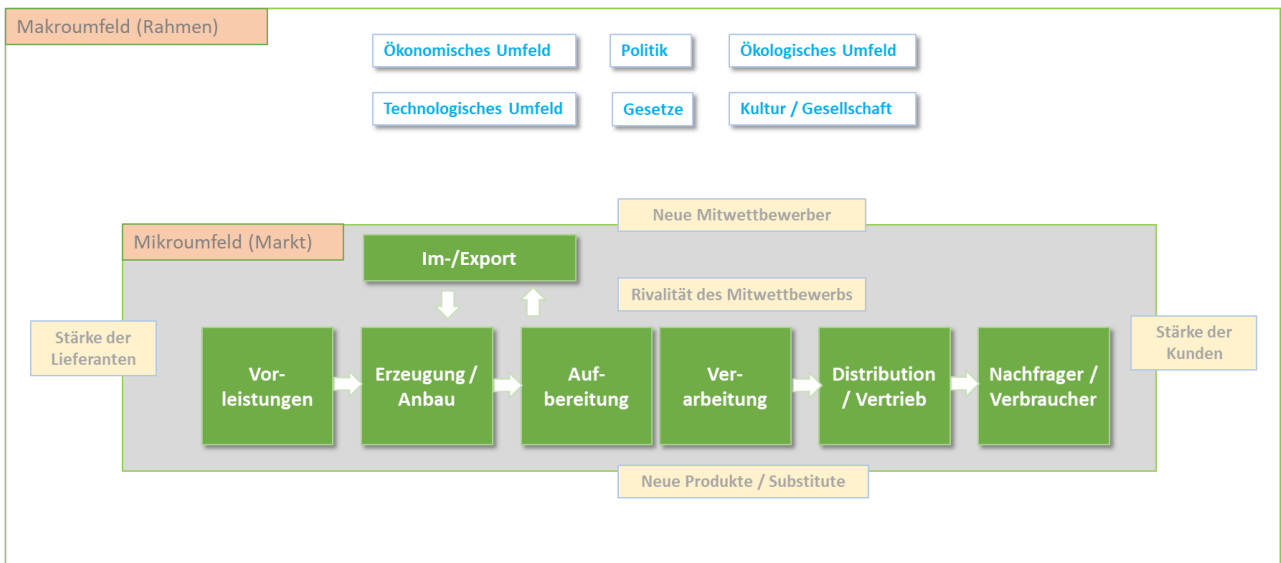 Makroumfeld (Rahmen)
Ökonomisches Umfeld
Politik
Ökologisches Umfeld
Technologisches Umfeld
Gesetze
Kultur / Gesellschaft
Neue Mitwettbewerber
Mikroumfeld (Markt)
Im-/Export
Rivalität des Mitwettbewerbs
Stärke der
Lieferanten
Vor-
leistungen
Erzeugung /
Anbau
Auf-
bereitung
Ver-
arbeitung
Distribution
/ Vertrieb
Nachfrager /
Verbraucher
Stärke der
Kunden
Neue Produkte / Substitute